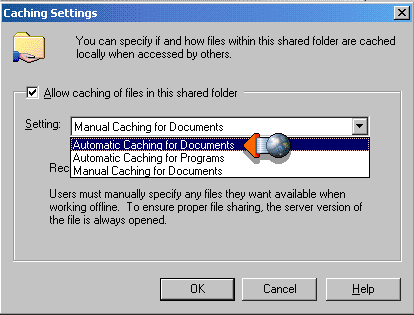 Caching Settings
You can specify if and how files within this shared folder are cached
locally when accessed by others.
Allow caching of files in this shared folder
Setting:
Manual Caching for Documents
Automatic Caching for Documents
Automatic Caching for Programs
Manual Caching for Documents
Rec
Users must manually specify any files they want available when
working offline. To ensure proper file sharing, the server version of
the file is always opened.
OK
Cancel
Help